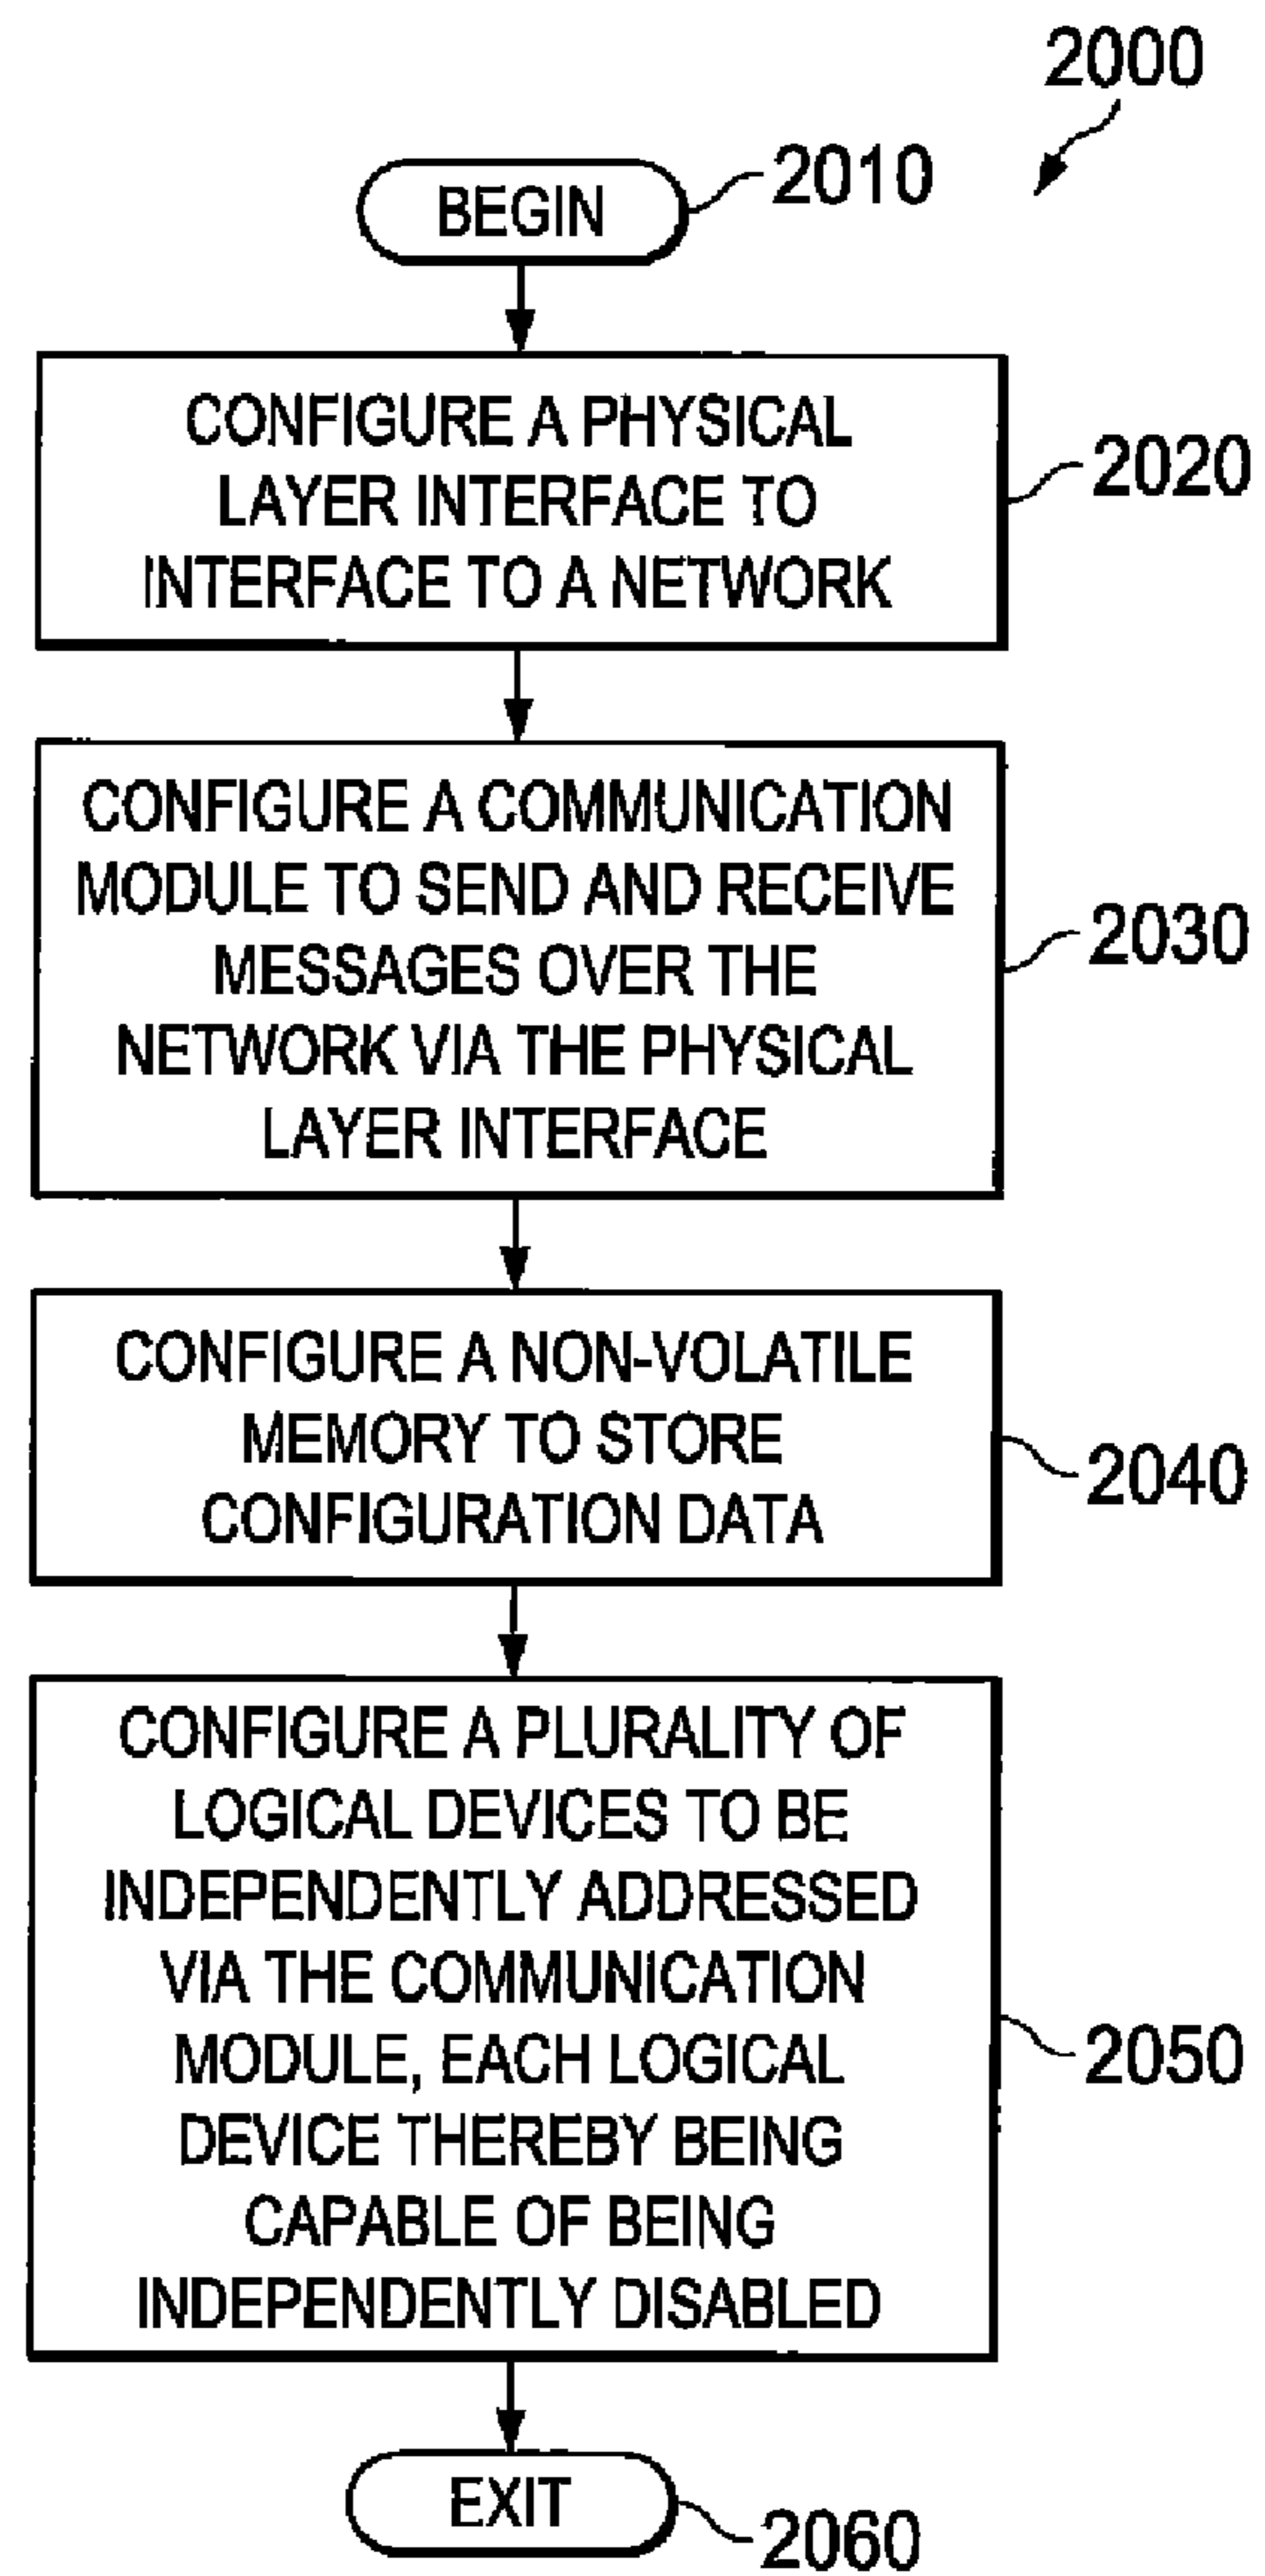 2000
BEGIN
2010
CONFIGURE A PHYSICAL
LAYER INTERFACE TO
INTERFACE TO A NETWORK
2020
CONFIGURE A COMMUNICATION
MODULE TO SEND AND RECEIVE
MESSAGES OVER THE
NETWORK VIA THE PHYSICAL
LAYER INTERFACE
2030
CONFIGURE A NON-VOLATILE
MEMORY TO STORE
CONFIGURATION DATA
2040
CONFIGURE A PLURALITY OF
LOGICAL DEVICES TO BE
INDEPENDENTLY ADDRESSED
VIA THE COMMUNICATION
MODULE, EACH LOGICAL
DEVICE THEREBY BEING
CAPABLE OF BEING
INDEPENDENTLY DISABLED
2050
EXIT
2060